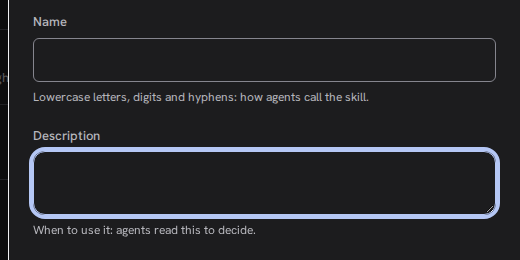 Name
Lowercase letters, digits and hyphens: how agents call the skill.
Description
When to use it: agents read this to decide.